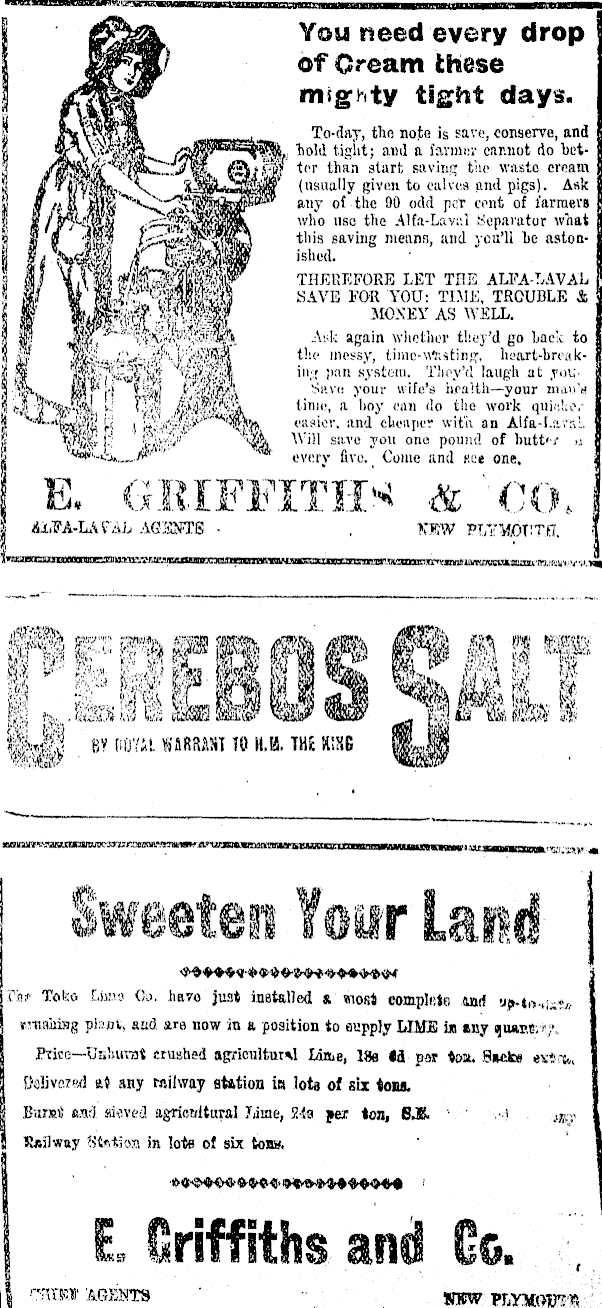 You need every drop
of Cream these
mighty tight days.
To-day, the note is save, conserve, and
hold tight; and a farmer cannot do bet-
ter than start saving the waste cream
(usually given to calves and pigs). Ask
any of the 90 odd per cent of farmers
who use the Alfa-Laval Separator what
this saving means, and you'll be aston-
ished.
THEREFORE LET THE ALFA-LAVAL
SAVE FOR YOU: TIME, TROUBLE &
MONEY AS WELL.
Ask again whether they'd go back to
the messy, time-wasting, heart-break-
ing pan system. They'd laugh at you.
Save your wife's health—your man's
time, a boy can do the work quicker
easier, and cheaper with an Alfa-Laval.
Will save you one pound of butter
every five. Come and see one.
E. GRIFFITHS & CO.
ALFA-LAVAL AGENTS NEW PLYMOUTH.
CEREBOS SALT
BY ROYAL WARRANT TO H.M. THE KING
Sweeten Your Land
The Toko Lime Co. have just installed a most complete and up-to-date
crushing plant, and are now in a position to supply LIME in any quantity.
Price—Unburnt crushed agricultural Lime, 18s 6d per ton. Sacks extra.
Delivered at any railway station in lots of six tons.
Burnt and sieved agricultural Lime, 24s per ton, any
Railway Station in lots of six tons.
E. Griffiths and Co.
CHIEF AGENTS NEW PLYMOUTH